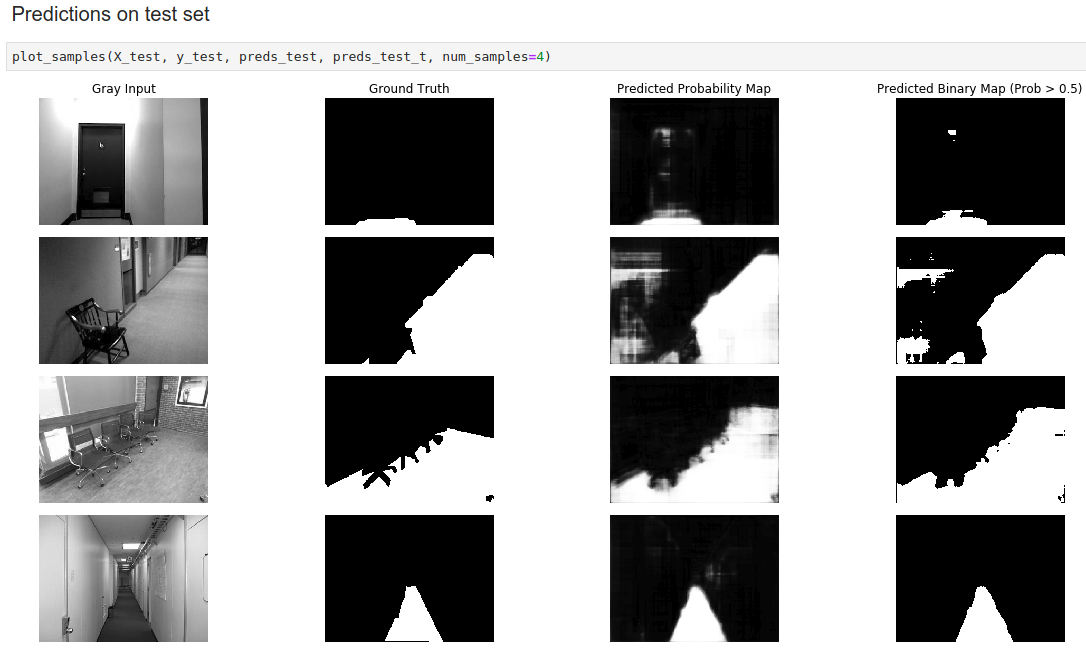 Predictions on test set
plot_samples(X_test, y_test, preds_test, preds_test_t, num_samples=4)
Gray Input Ground Truth Predicted Probability Map Predicted Binary Map (Prob > 0.5)